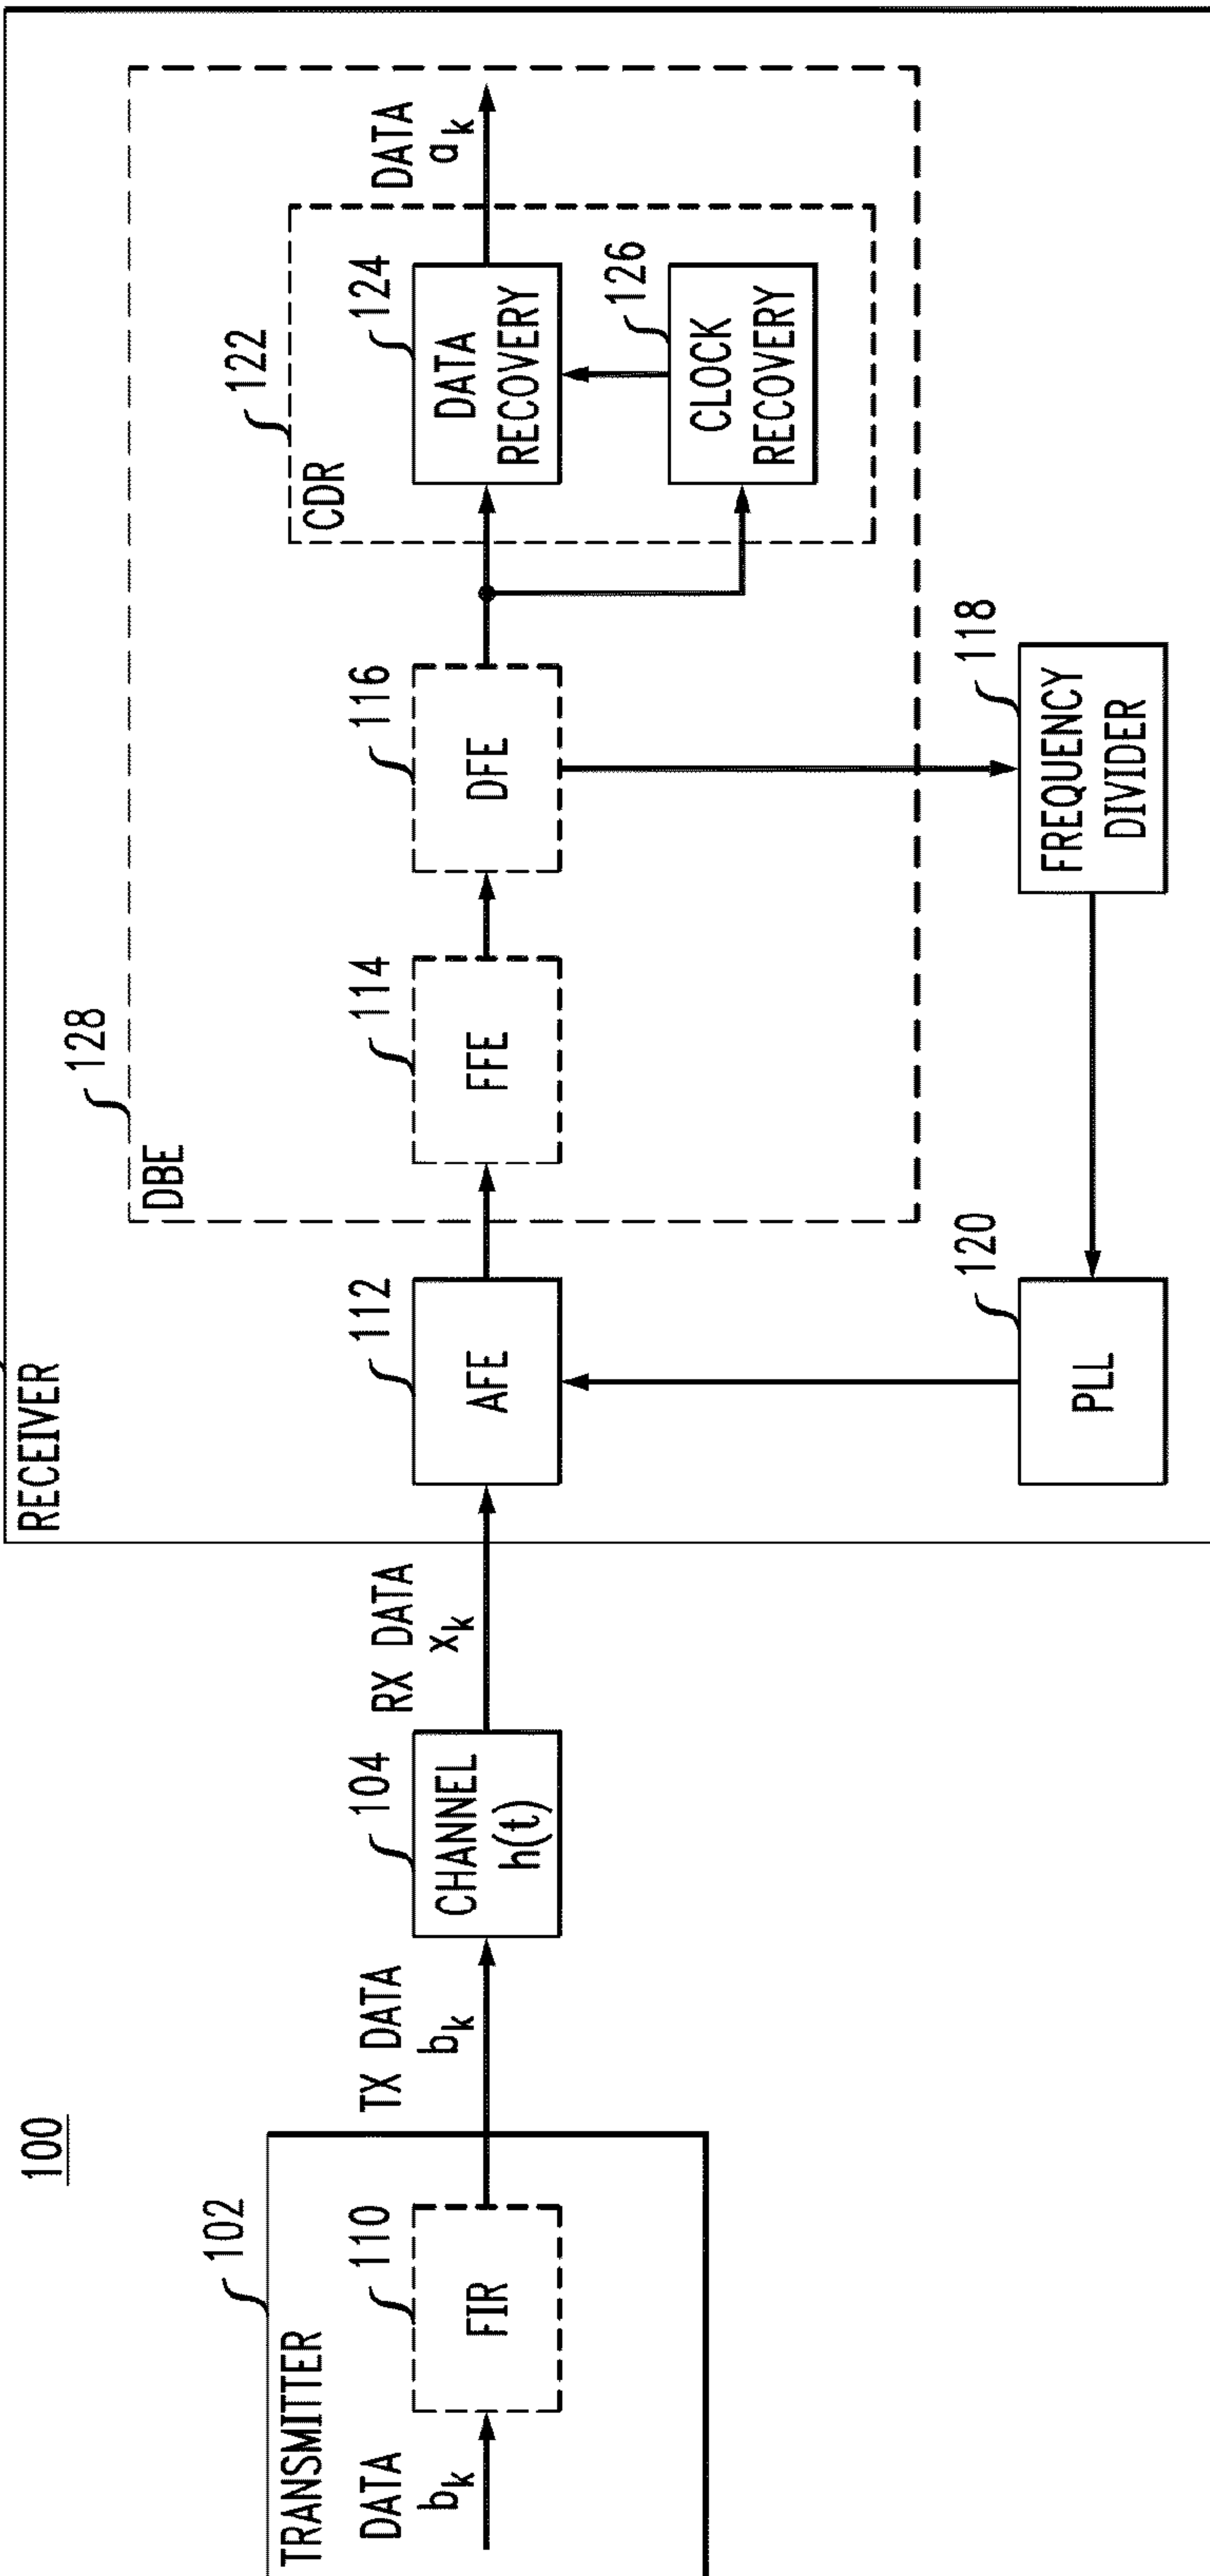 100
102
TRANSMITTER
DATA
b_k
110
FIR
TX DATA
b_k
104
CHANNEL
h(t)
RX DATA
x_k
RECEIVER
112
AFE
128
DBE
114
FFE
116
DFE
122
CDR
124
DATA
RECOVERY
126
CLOCK
RECOVERY
DATA
a_k
120
PLL
118
FREQUENCY
DIVIDER